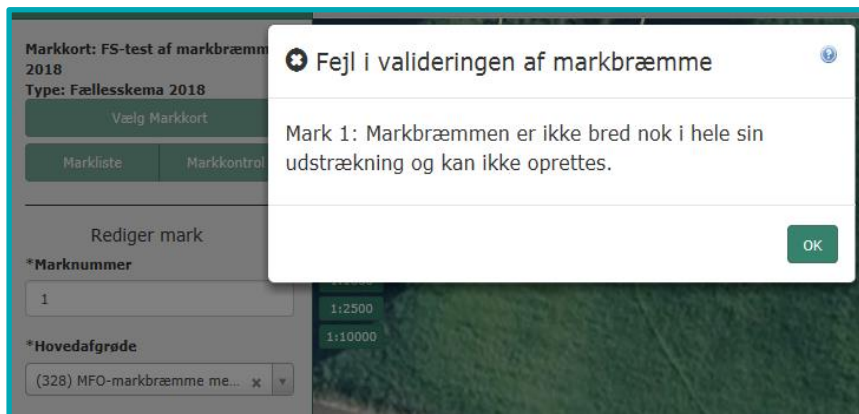 Markkort: FS-test af markbræmm
2018
Type: Fællesskema 2018
Vælg Markkort
Markliste Markkontrol
Rediger mark
*Marknummer
1
*Hovedafgrøde
(328) MFO-markbræmme me... x
Fejl i valideringen af markbræmme
Mark 1: Markbræmmen er ikke bred nok i hele sin
udstrækning og kan ikke oprettes.
OK
1:2500
1:10000